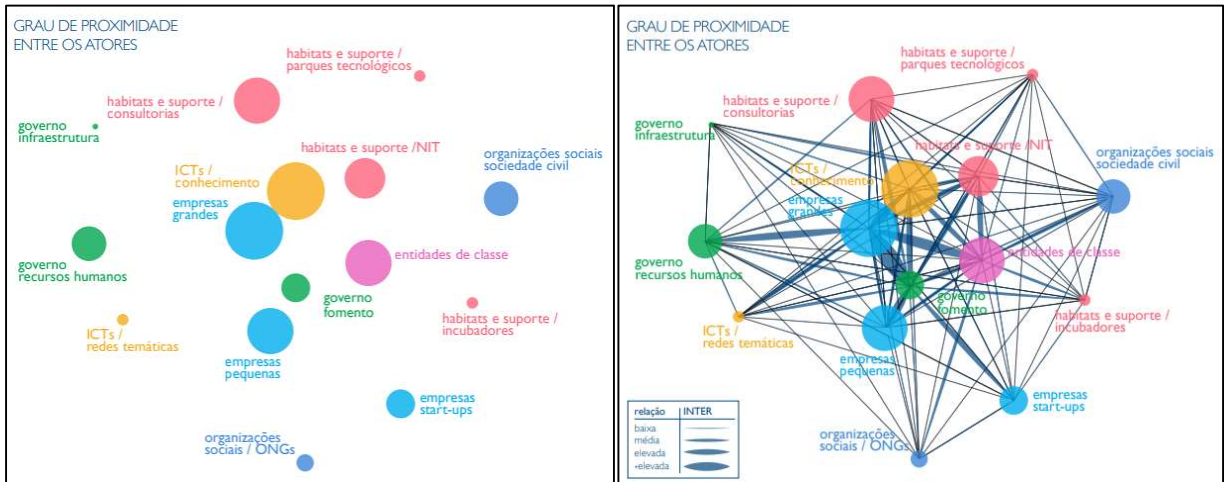 GRAU DE PROXIMIDADE
ENTRE OS ATORES
habitats e suporte /
parques tecnológicos
habitats e suporte /
consultorias
governo
infraestrutura
habitats e suporte /NIT
organizações sociais
sociedade civil
ICTs /
conhecimento
empresas
grandes
entidades de classe
governo
recursos humanos
governo
fomento
habitats e suporte /
incubadores
ICTs /
redes temáticas
empresas
pequenas
empresas
start-ups
organizações
sociais / ONGs
GRAU DE PROXIMIDADE
ENTRE OS ATORES
habitats e suporte /
parques tecnológicos
habitats e suporte /
consultorias
governo
infraestrutura
habitats e suporte /NIT
organizações sociais
sociedade civil
ICTs /
conhecimento
empresas
grandes
entidades de classe
governo
recursos humanos
governo
fomento
habitats e suporte /
incubadores
ICTs /
redes temáticas
empresas
pequenas
empresas
start-ups
organizações
sociais / ONGs
relação INTER
baixa
média
elevada
+elevada